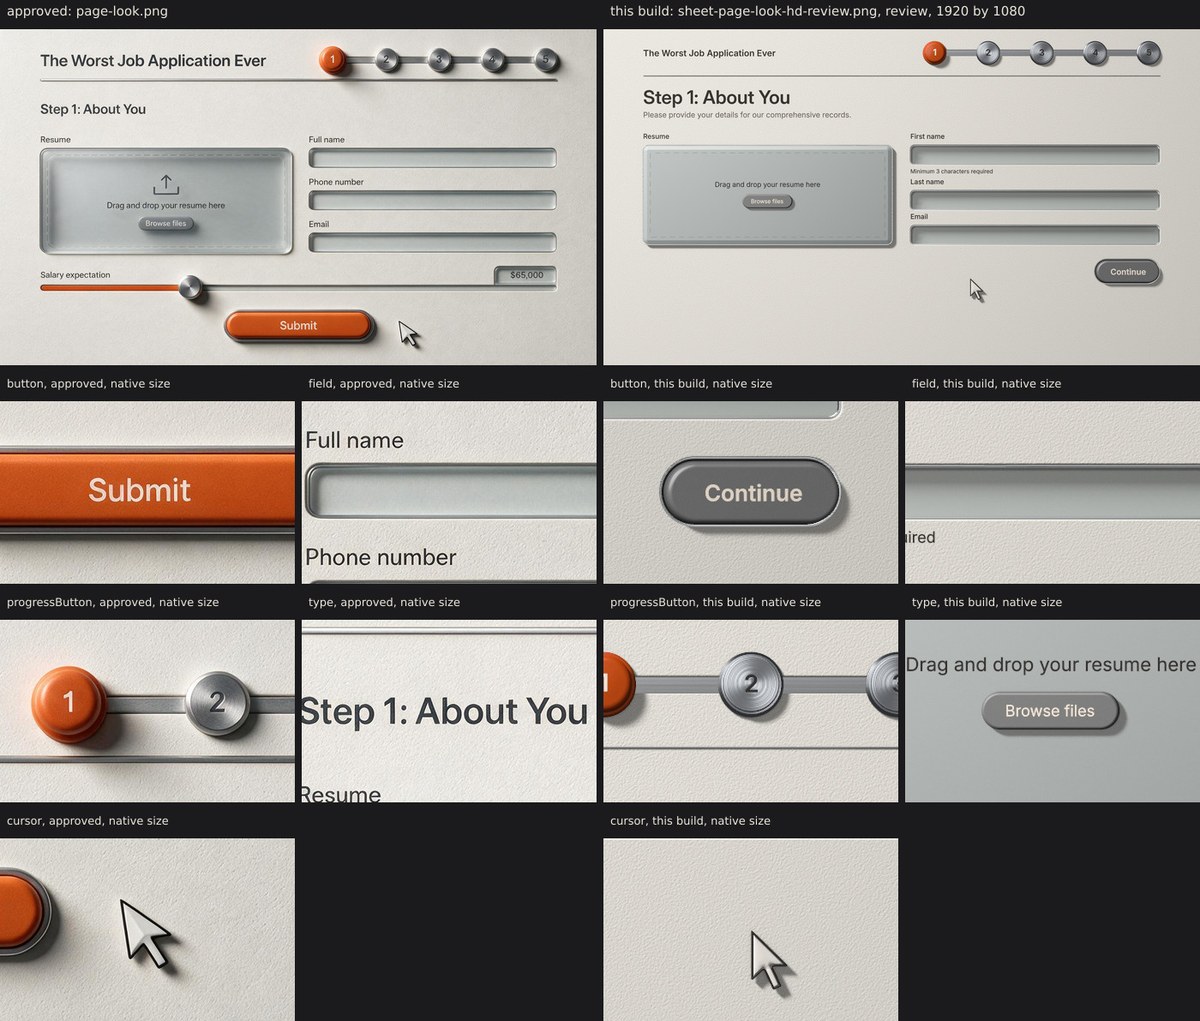 approved: page-look.png
this build: sheet-page-look-hd-review.png, review, 1920 by 1080
The Worst Job Application Ever
1
2
3
4
5
Step 1: About You
Resume
Full name
Drag and drop your resume here
Browse files
Phone number
Email
Salary expectation
$65,000
Submit
The Worst Job Application Ever
1
2
3
4
5
Step 1: About You
Please provide your details for our comprehensive records.
Resume
First name
Drag and drop your resume here
Browse files
Minimum 3 characters required
Last name
Email
Continue
button, approved, native size
field, approved, native size
button, this build, native size
field, this build, native size
Submit
Full name
Phone number
Continue
ired
progressButton, approved, native size
type, approved, native size
progressButton, this build, native size
type, this build, native size
1
2
Step 1: About You
Resume
1
2
3
Drag and drop your resume here
Browse files
cursor, approved, native size
cursor, this build, native size